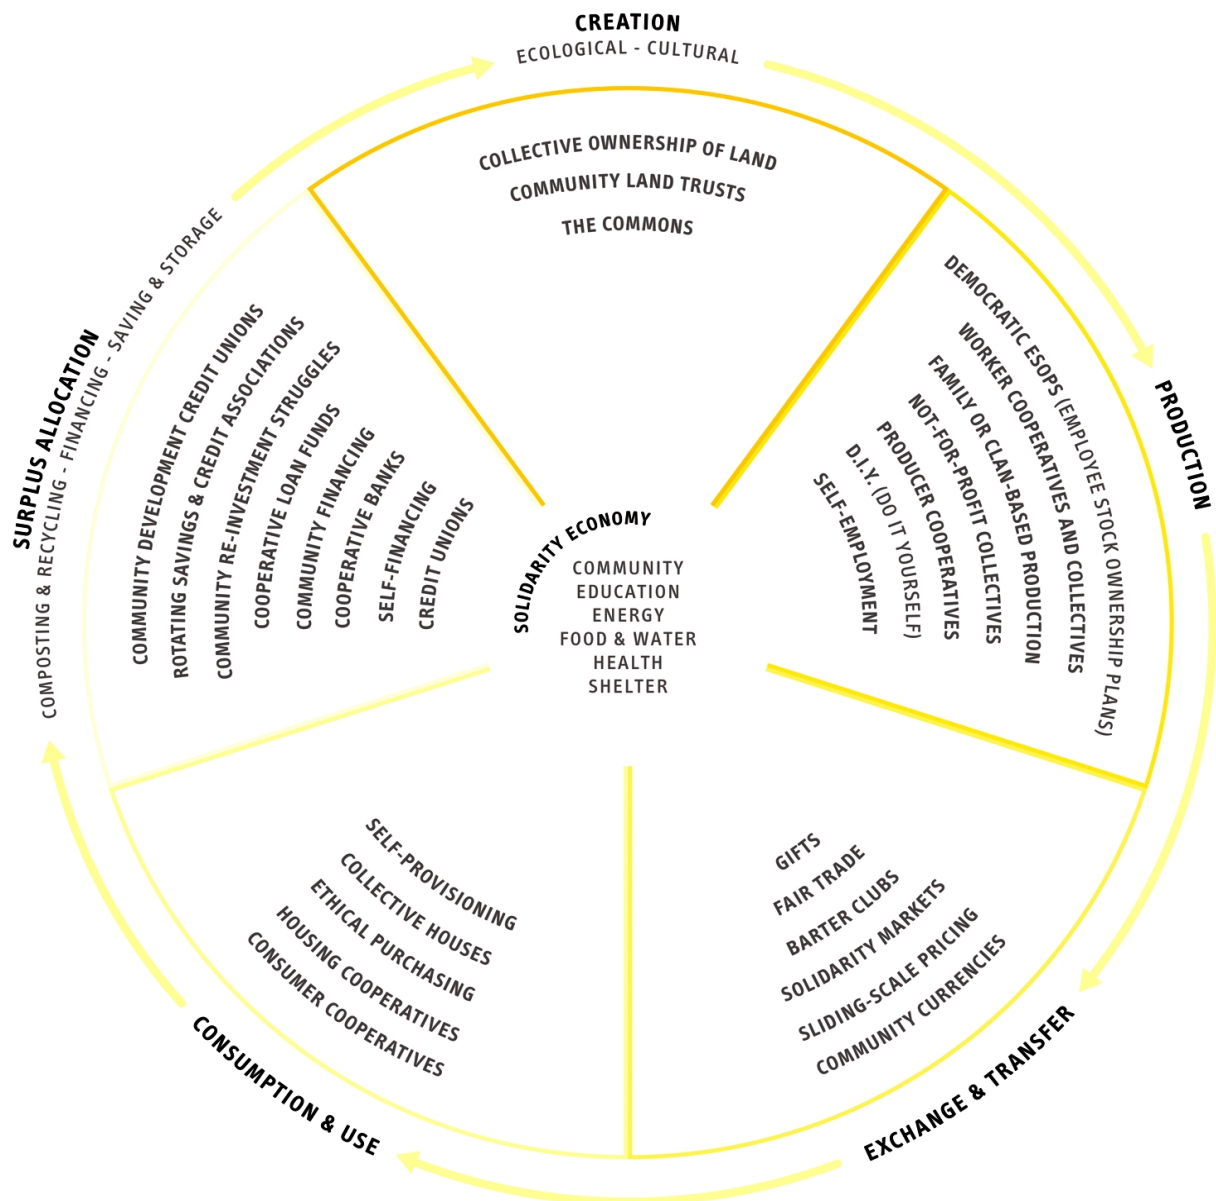 CREATION
ECOLOGICAL - CULTURAL
COLLECTIVE OWNERSHIP OF LAND
COMMUNITY LAND TRUSTS
THE COMMONS
PRODUCTION
DEMOCRATIC ESOPS (EMPLOYEE STOCK OWNERSHIP PLANS)
WORKER COOPERATIVES AND COLLECTIVES
FAMILY OR CLAN-BASED PRODUCTION
NOT-FOR-PROFIT COLLECTIVES
PRODUCER COOPERATIVES
D.I.Y. (DO IT YOURSELF)
SELF-EMPLOYMENT
EXCHANGE & TRANSFER
GIFTS
FAIR TRADE
BARTER CLUBS
SOLIDARITY MARKETS
SLIDING-SCALE PRICING
COMMUNITY CURRENCIES
CONSUMPTION & USE
SELF-PROVISIONING
COLLECTIVE HOUSES
ETHICAL PURCHASING
HOUSING COOPERATIVES
CONSUMER COOPERATIVES
SURPLUS ALLOCATION
COMPOSTING & RECYCLING - FINANCING - SAVING & STORAGE
COMMUNITY DEVELOPMENT CREDIT UNIONS
ROTATING SAVINGS & CREDIT ASSOCIATIONS
COMMUNITY RE-INVESTMENT STRUGGLES
COOPERATIVE LOAN FUNDS
COMMUNITY FINANCING
COOPERATIVE BANKS
SELF-FINANCING
CREDIT UNIONS
SOLIDARITY ECONOMY
COMMUNITY
EDUCATION
ENERGY
FOOD & WATER
HEALTH
SHELTER